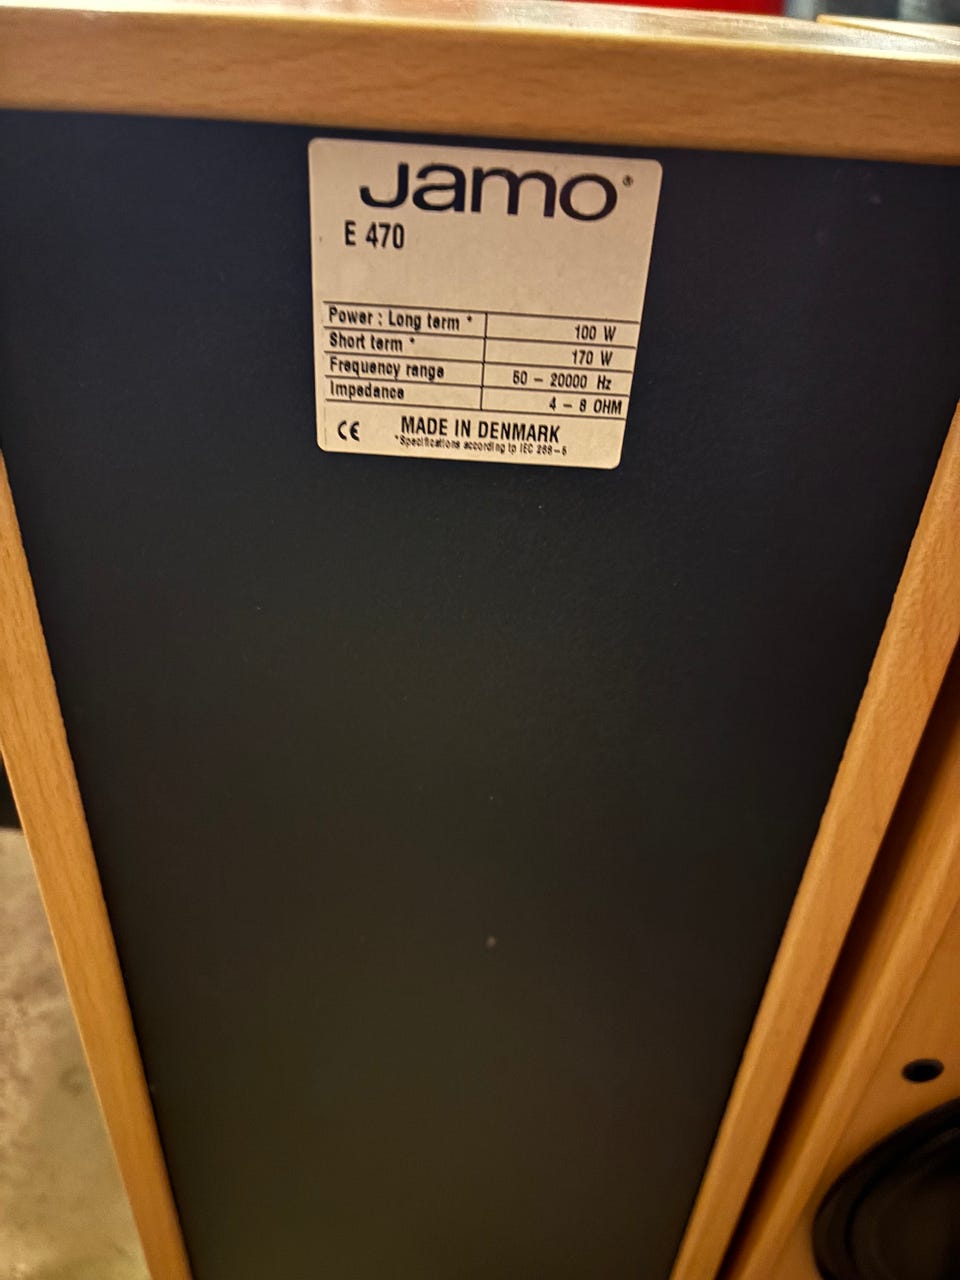 Jamo®
E 470
Power : Long term * 100 W
Short term * 170 W
Frequency range 50 – 20000 Hz
Impedance 4 – 8 OHM
CE MADE IN DENMARK
*Specifications according to IEC 268–5